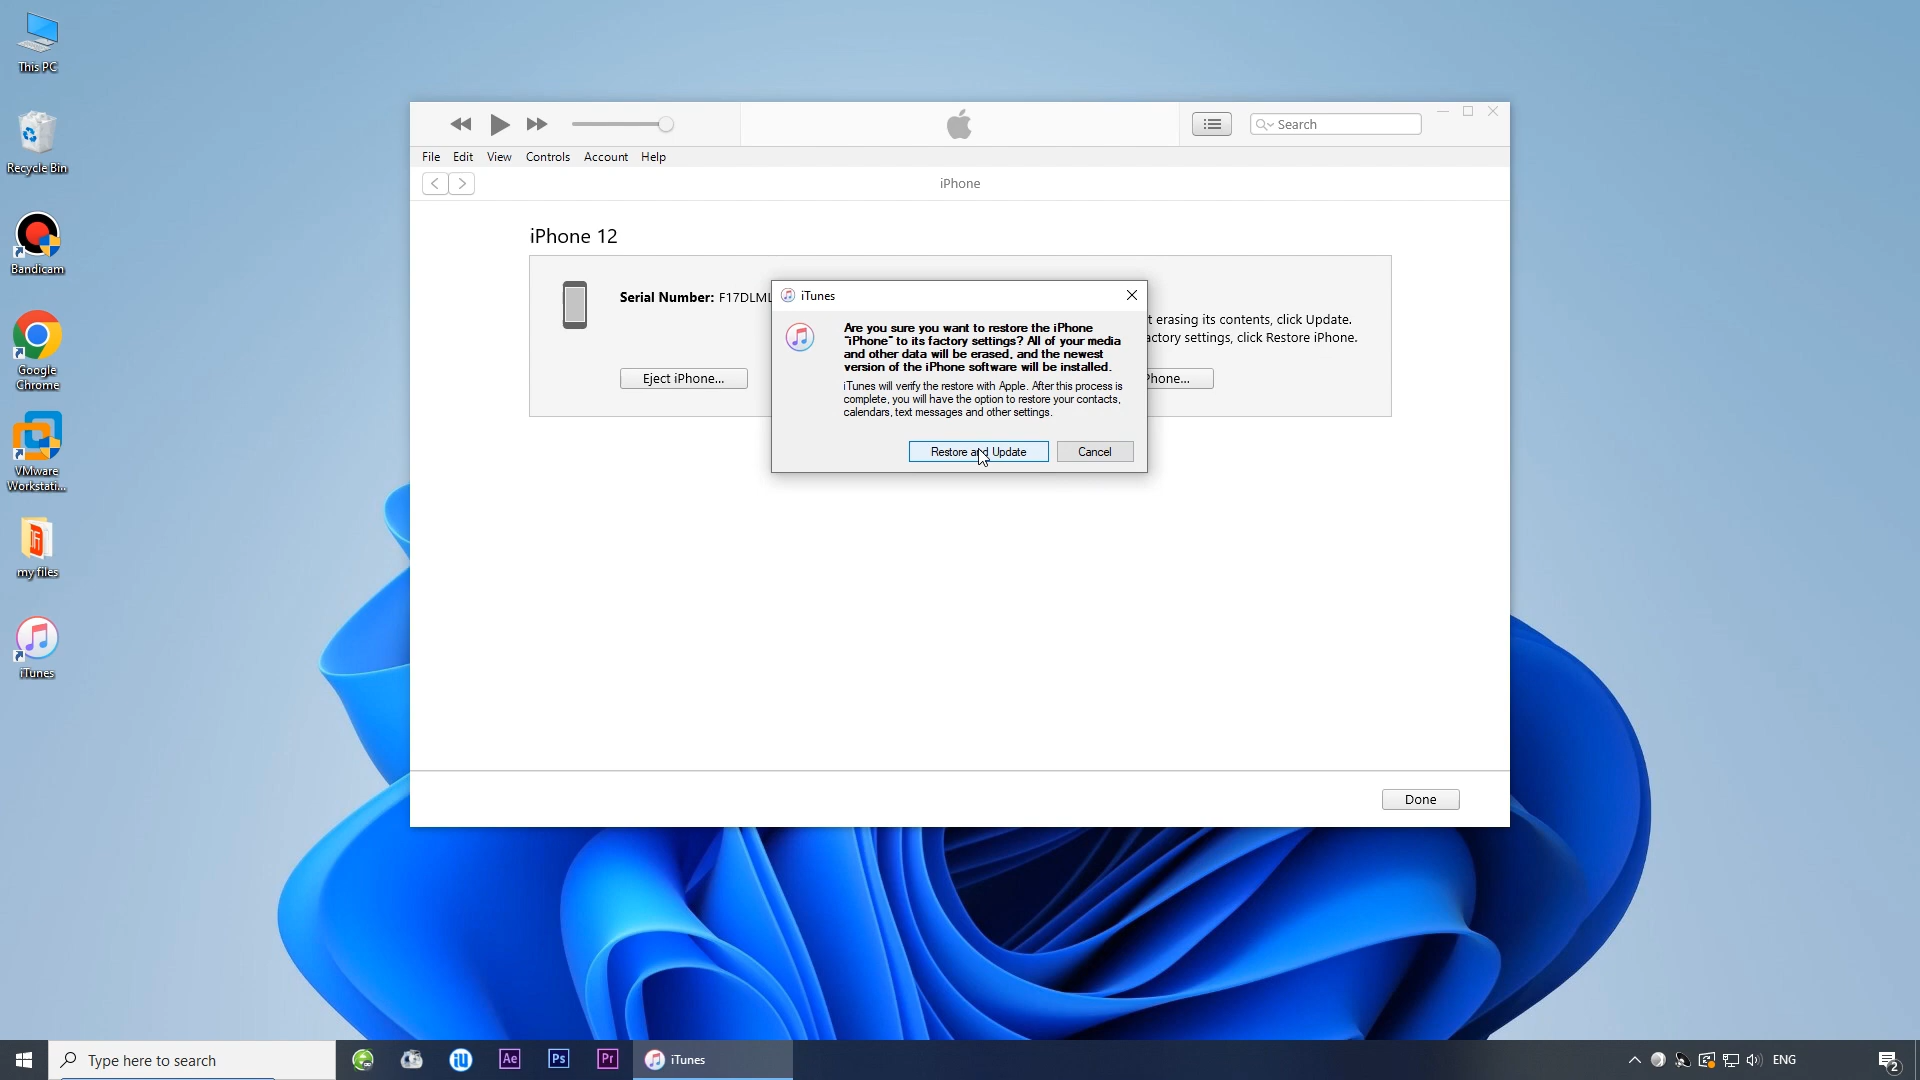 This PC
Recycle Bin
Bandicam
Google
Chrome
VMware
Workstati...
my files
iTunes
Search
File Edit View Controls Account Help
iPhone
iPhone 12
Serial Number:
t erasing its contents, click Update.
actory settings, click Restore iPhone.
Eject iPhone...
Phone...
iTunes
Are you sure you want to restore the iPhone
"iPhone" to its factory settings? All of your media
and other data will be erased, and the newest
version of the iPhone software will be installed.
iTunes will verify the restore with Apple. After this process is
complete, you will have the option to restore your contacts,
calendars, text messages and other settings.
Restore and Update
Cancel
Done
Type here to search
iU
Ae
Ps
Pr
iTunes
ENG
2